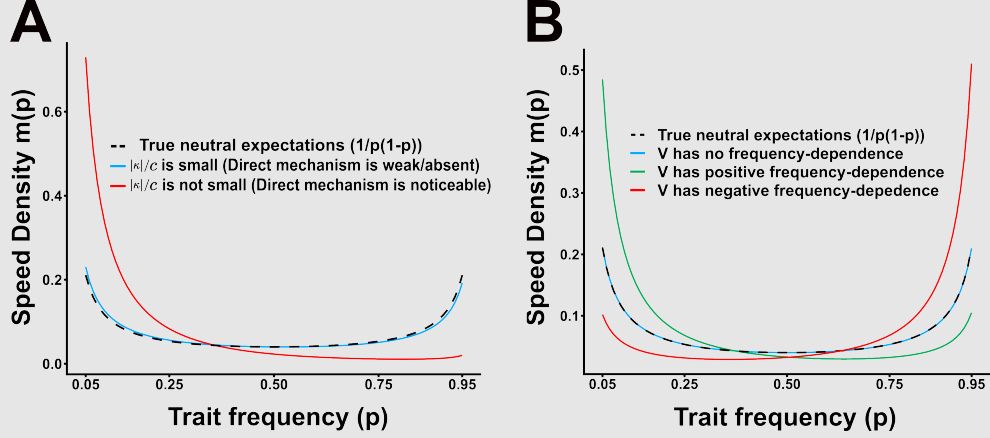 A
Speed Density m(p)
0.6
0.4
0.2
0.0
True neutral expectations (1/p(1-p))
|κ|/c is small (Direct mechanism is weak/absent)
|κ|/c is not small (Direct mechanism is noticeable)
0.05
0.25
0.50
0.75
0.95
Trait frequency (p)
B
Speed Density m(p)
0.5
0.4
0.3
0.2
0.1
True neutral expectations (1/p(1-p))
V has no frequency-dependence
V has positive frequency-dependence
V has negative frequency-depedence
0.05
0.25
0.50
0.75
0.95
Trait frequency (p)